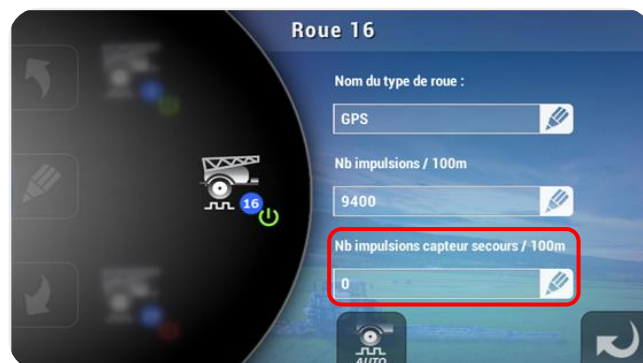 Roue 16
Nom du type de roue :
GPS
Nb impulsions / 100m
9400
16
Nb impulsions capteur secours / 100m
0
AUTO